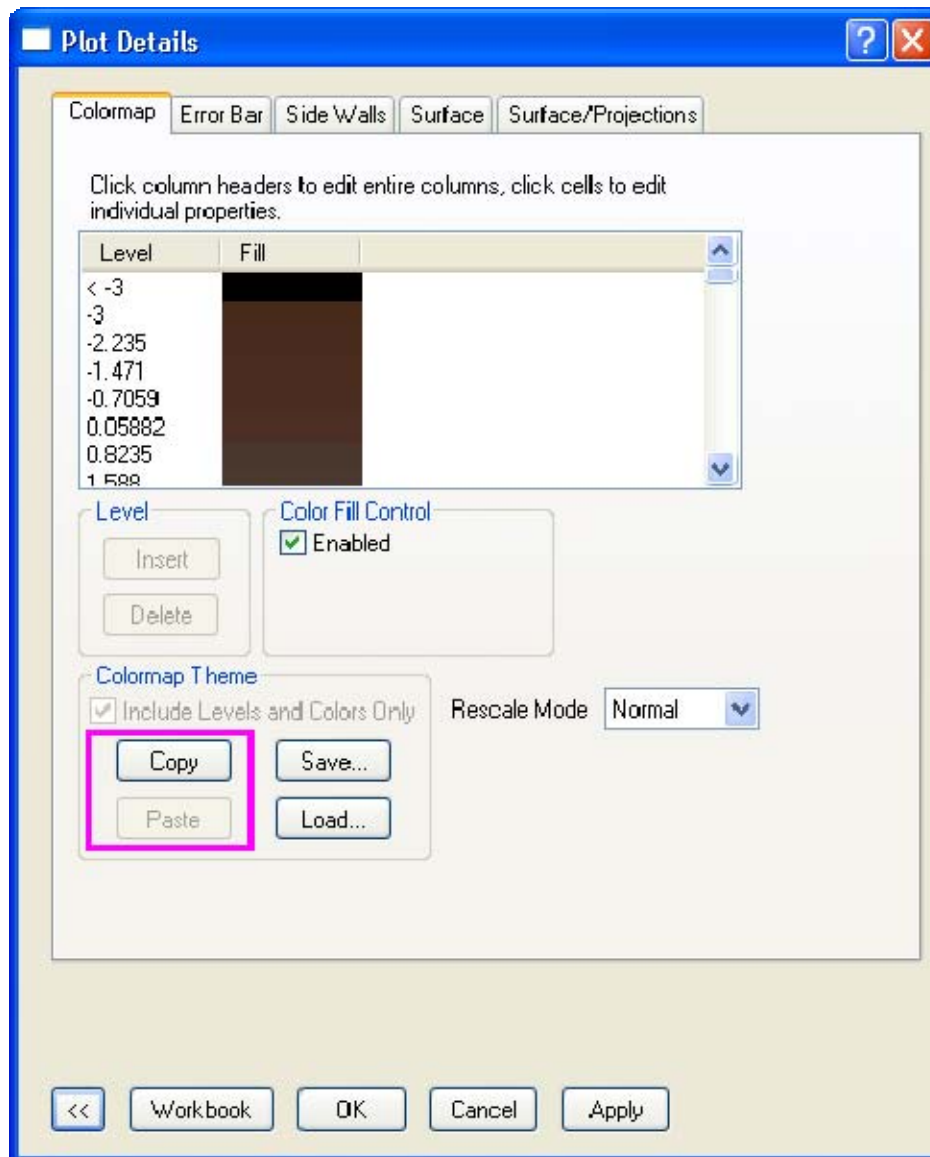 Plot Details
Colormap Error Bar Side Walls Surface Surface/Projections
Click column headers to edit entire columns, click cells to edit
individual properties.
Level Fill
< -3
-3
-2.235
-1.471
-0.7059
0.05882
0.8235
1.588
Level Color Fill Control
Enabled
Insert
Delete
Colormap Theme
Include Levels and Colors Only Rescale Mode Normal
Copy Save...
Paste Load...
<< Workbook OK Cancel Apply